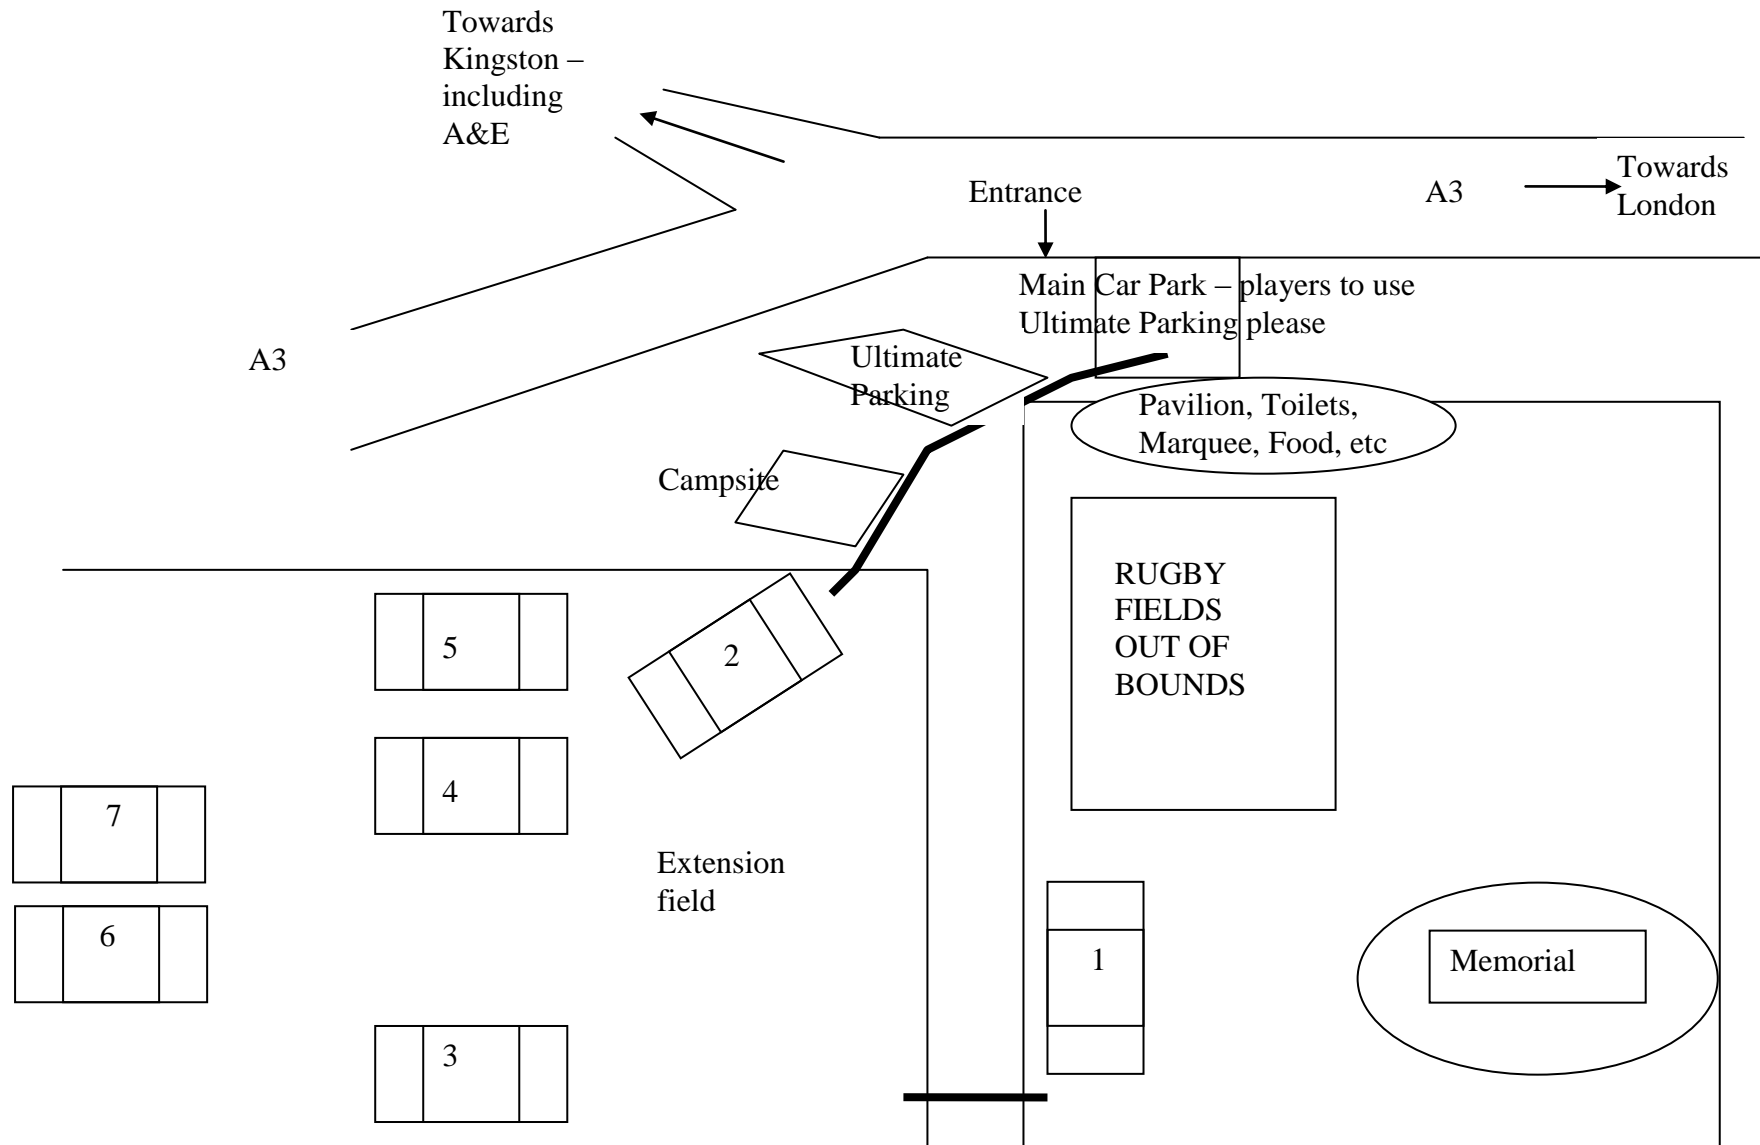 Towards
Kingston –
including
A&E
Towards
London
A3
Entrance
Main Car Park – players to use
Ultimate Parking please
A3
Ultimate
Parking
Pavilion, Toilets,
Marquee, Food, etc
Campsite
RUGBY
FIELDS
OUT OF
BOUNDS
5
2
4
7
Extension
field
6
1
Memorial
3